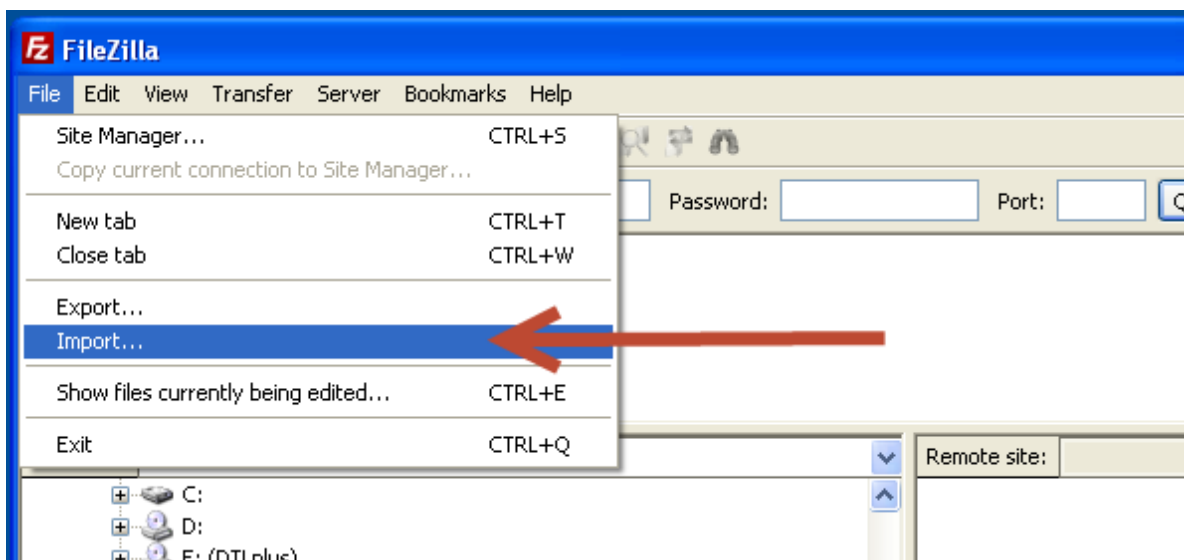 FileZilla
File Edit View Transfer Server Bookmarks Help
Site Manager... CTRL+S
Copy current connection to Site Manager...
Password: Port: Q
New tab CTRL+T
Close tab CTRL+W
Export...
Import...
Show files currently being edited... CTRL+E
Exit CTRL+Q
Remote site:
C:
D:
E: (DTLplus)